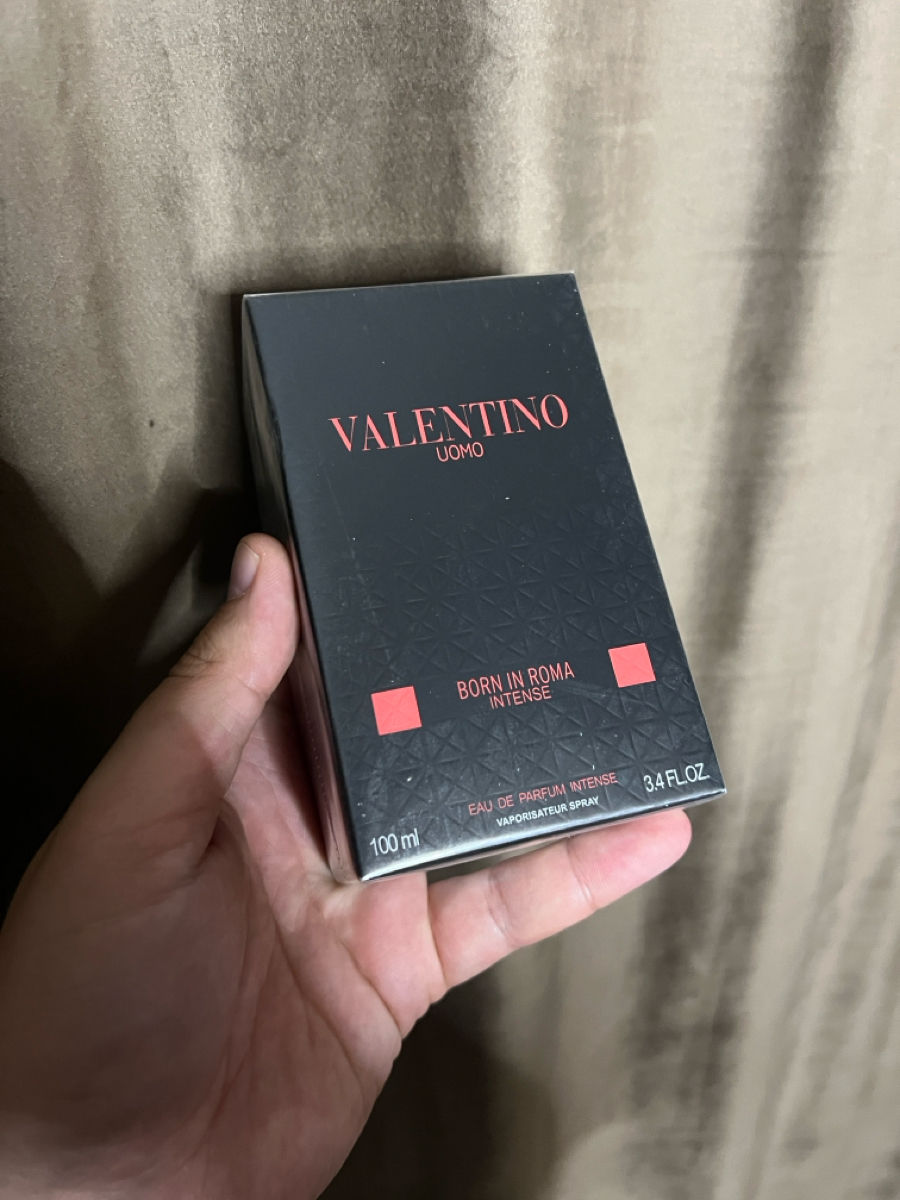 VALENTINO
UOMO
BORN IN ROMA
INTENSE
EAU DE PARFUM INTENSE
VAPORISATEUR SPRAY
100 ml
3.4 FL.OZ.